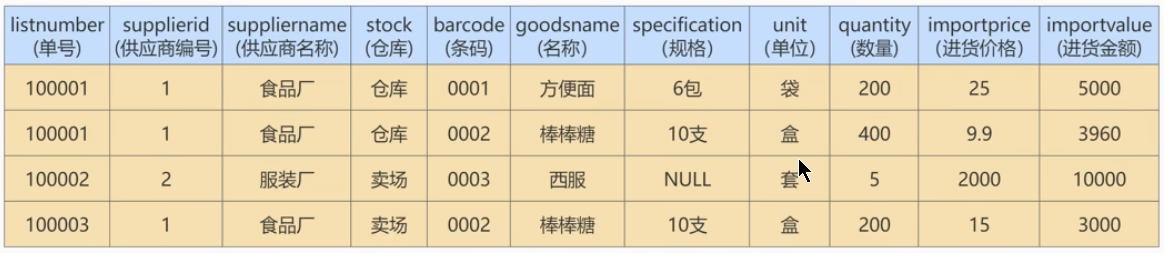 listnumber supplierid suppliername stock barcode goodsname specification unit quantity importprice importvalue
(单号) (供应商编号) (供应商名称) (仓库) (条码) (名称) (规格) (单位) (数量) (进货价格) (进货金额)
100001 1 食品厂 仓库 0001 方便面 6包 袋 200 25 5000
100001 1 食品厂 仓库 0002 棒棒糖 10支 盒 400 9.9 3960
100002 2 服装厂 卖场 0003 西服 NULL 套 5 2000 10000
100003 1 食品厂 卖场 0002 棒棒糖 10支 盒 200 15 3000